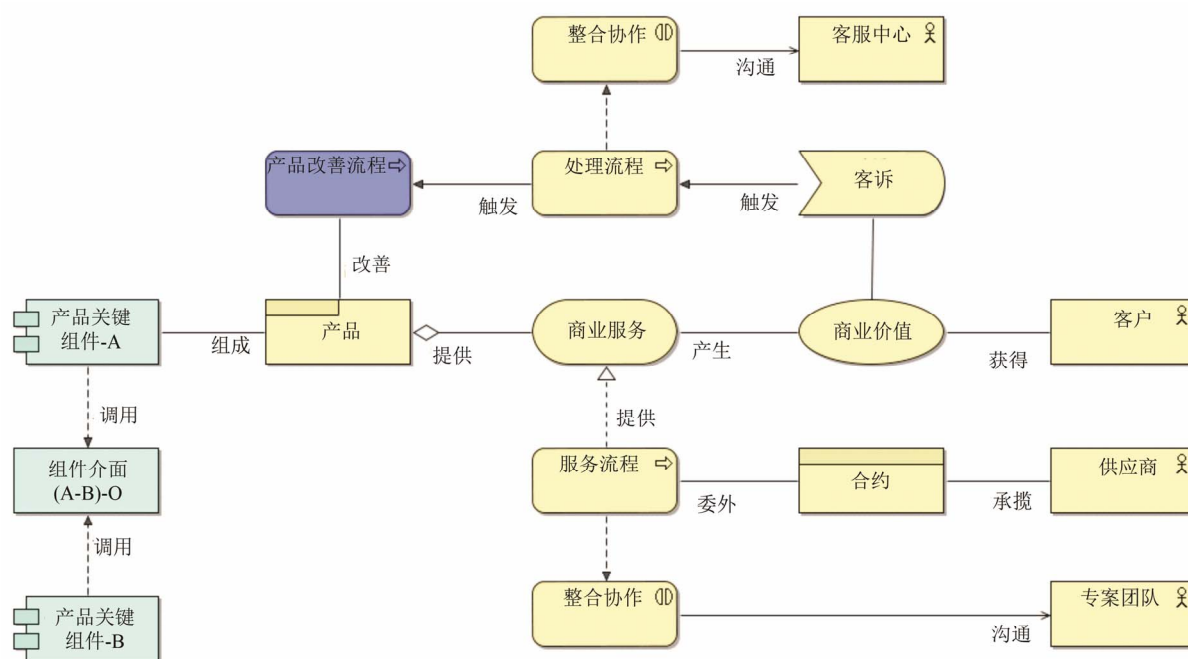 整合协作
客服中心
沟通
产品改善流程
处理流程
客诉
触发
触发
改善
产品关键
组件-A
组成
产品
提供
商业服务
产生
商业价值
获得
客户
调用
提供
组件介面
(A-B)-O
服务流程
委外
合约
承揽
供应商
调用
产品关键
组件-B
整合协作
沟通
专案团队